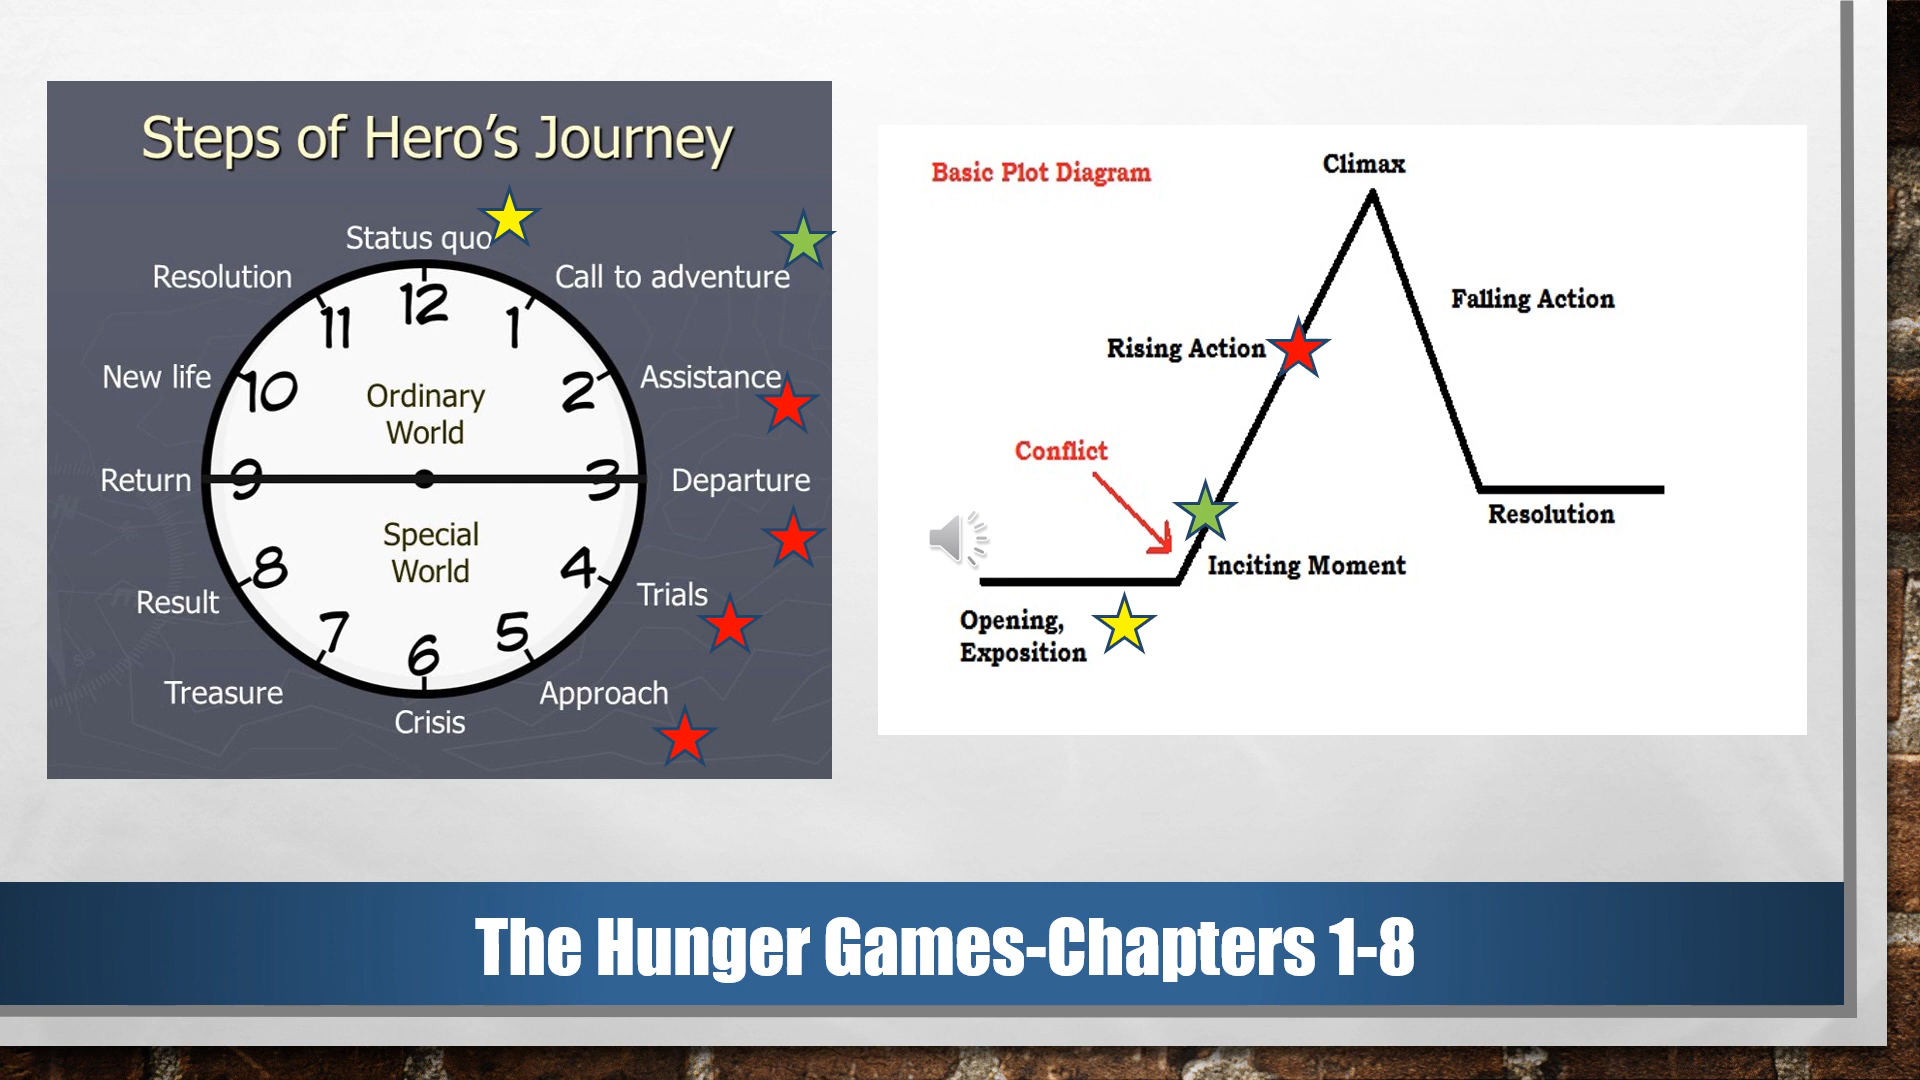 Steps of Hero's Journey
Status quo
Resolution
Call to adventure
12
11
1
New life
10
Ordinary
World
2
Assistance
Return
9
3
Departure
Special
World
8
4
Result
Trials
7
5
6
Treasure
Approach
Crisis
Basic Plot Diagram
Climax
Falling Action
Rising Action
Conflict
Resolution
Inciting Moment
Opening,
Exposition
The Hunger Games-Chapters 1-8